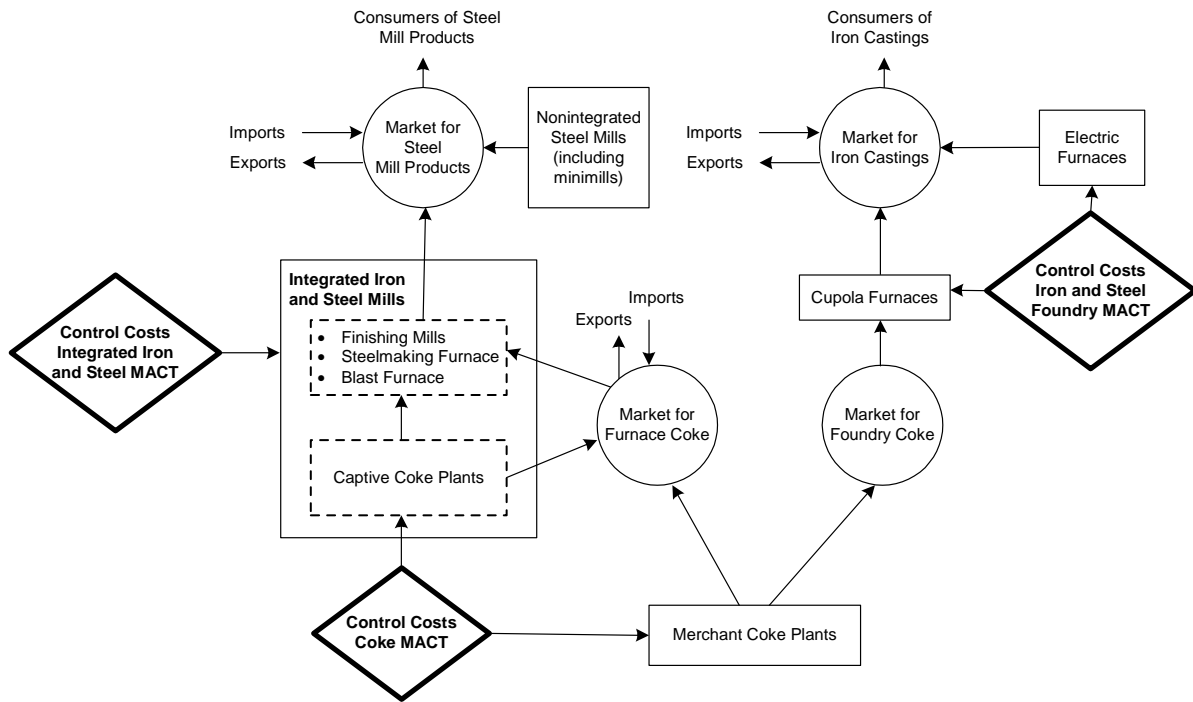 Consumers of Steel
Mill Products
Consumers of
Iron Castings
Imports
Exports
Market for
Steel
Mill Products
Nonintegrated
Steel Mills
(including
minimills)
Imports
Exports
Market for
Iron Castings
Electric
Furnaces
Control Costs
Integrated Iron
and Steel MACT
Integrated Iron
and Steel Mills
• Finishing Mills
• Steelmaking Furnace
• Blast Furnace
Captive Coke Plants
Imports
Exports
Market for
Furnace Coke
Cupola Furnaces
Market for
Foundry Coke
Control Costs
Iron and Steel
Foundry MACT
Control Costs
Coke MACT
Merchant Coke Plants